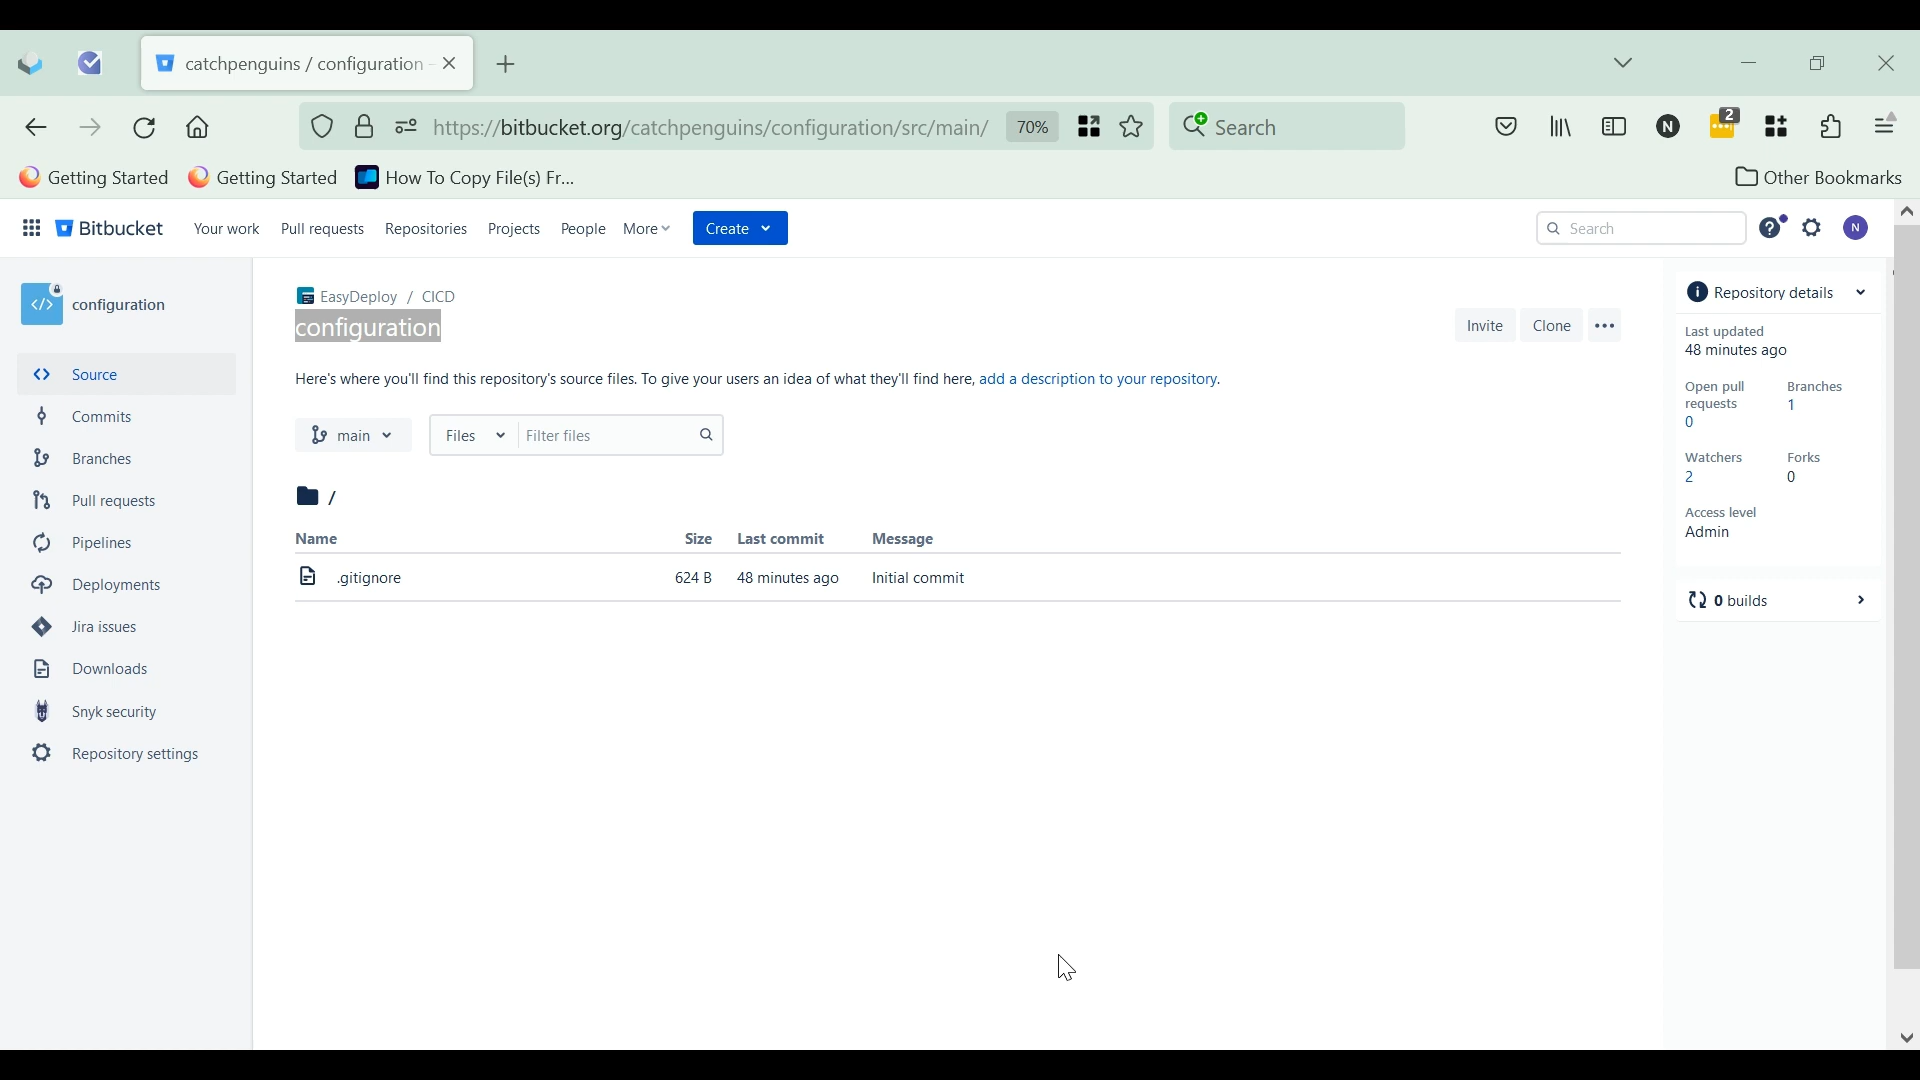 catchpenguins / configuration –
https://bitbucket.org/catchpenguins/configuration/src/main/ 70% Search N 2
Getting Started Getting Started How To Copy File(s) Fr... Other Bookmarks
Bitbucket Your work Pull requests Repositories Projects People More Create Search N
configuration
Source
Commits
Branches
Pull requests
Pipelines
Deployments
Jira issues
Downloads
Snyk security
Repository settings
EasyDeploy / CICD
configuration
Invite Clone
Here's where you'll find this repository's source files. To give your users an idea of what they'll find here, add a description to your repository.
main Files Filter files
/
Name Size Last commit Message
.gitignore 624 B 48 minutes ago Initial commit
Repository details
Last updated
48 minutes ago
Open pull requests
0
Branches
1
Watchers
2
Forks
0
Access level
Admin
0 builds